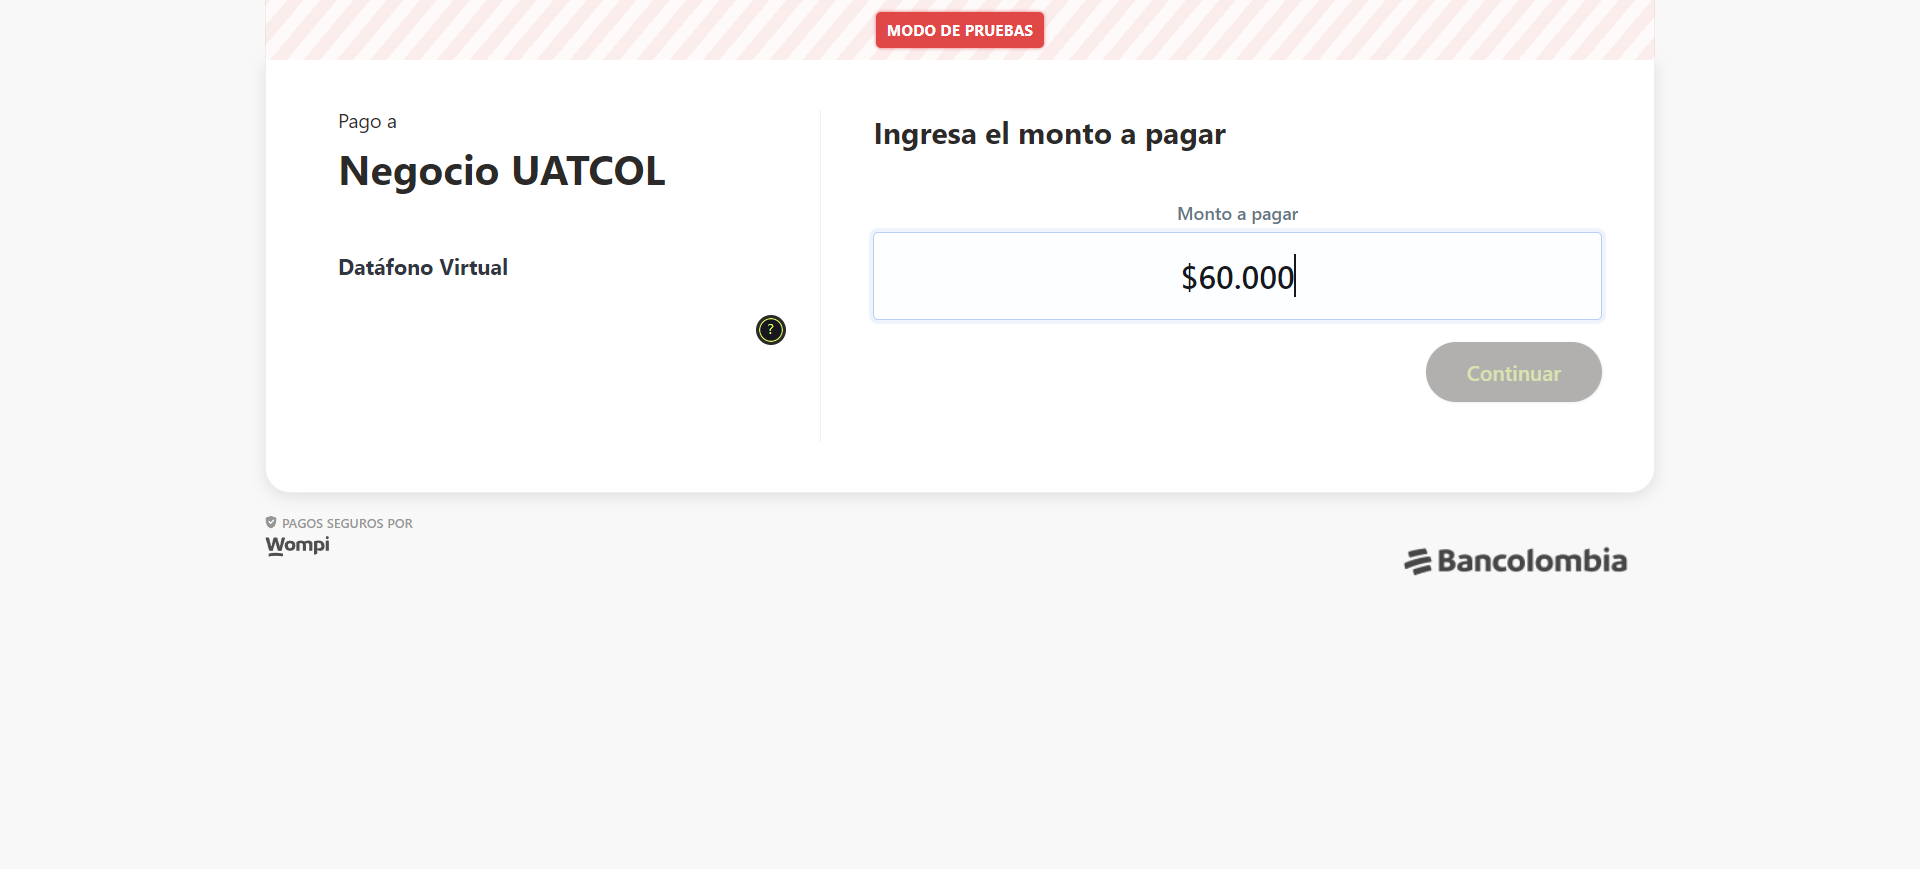 MODO DE PRUEBAS
Pago a
Negocio UATCOL
Datáfono Virtual
?
Ingresa el monto a pagar
Monto a pagar
$60.000
Continuar
PAGOS SEGUROS POR
Wompi
Bancolombia